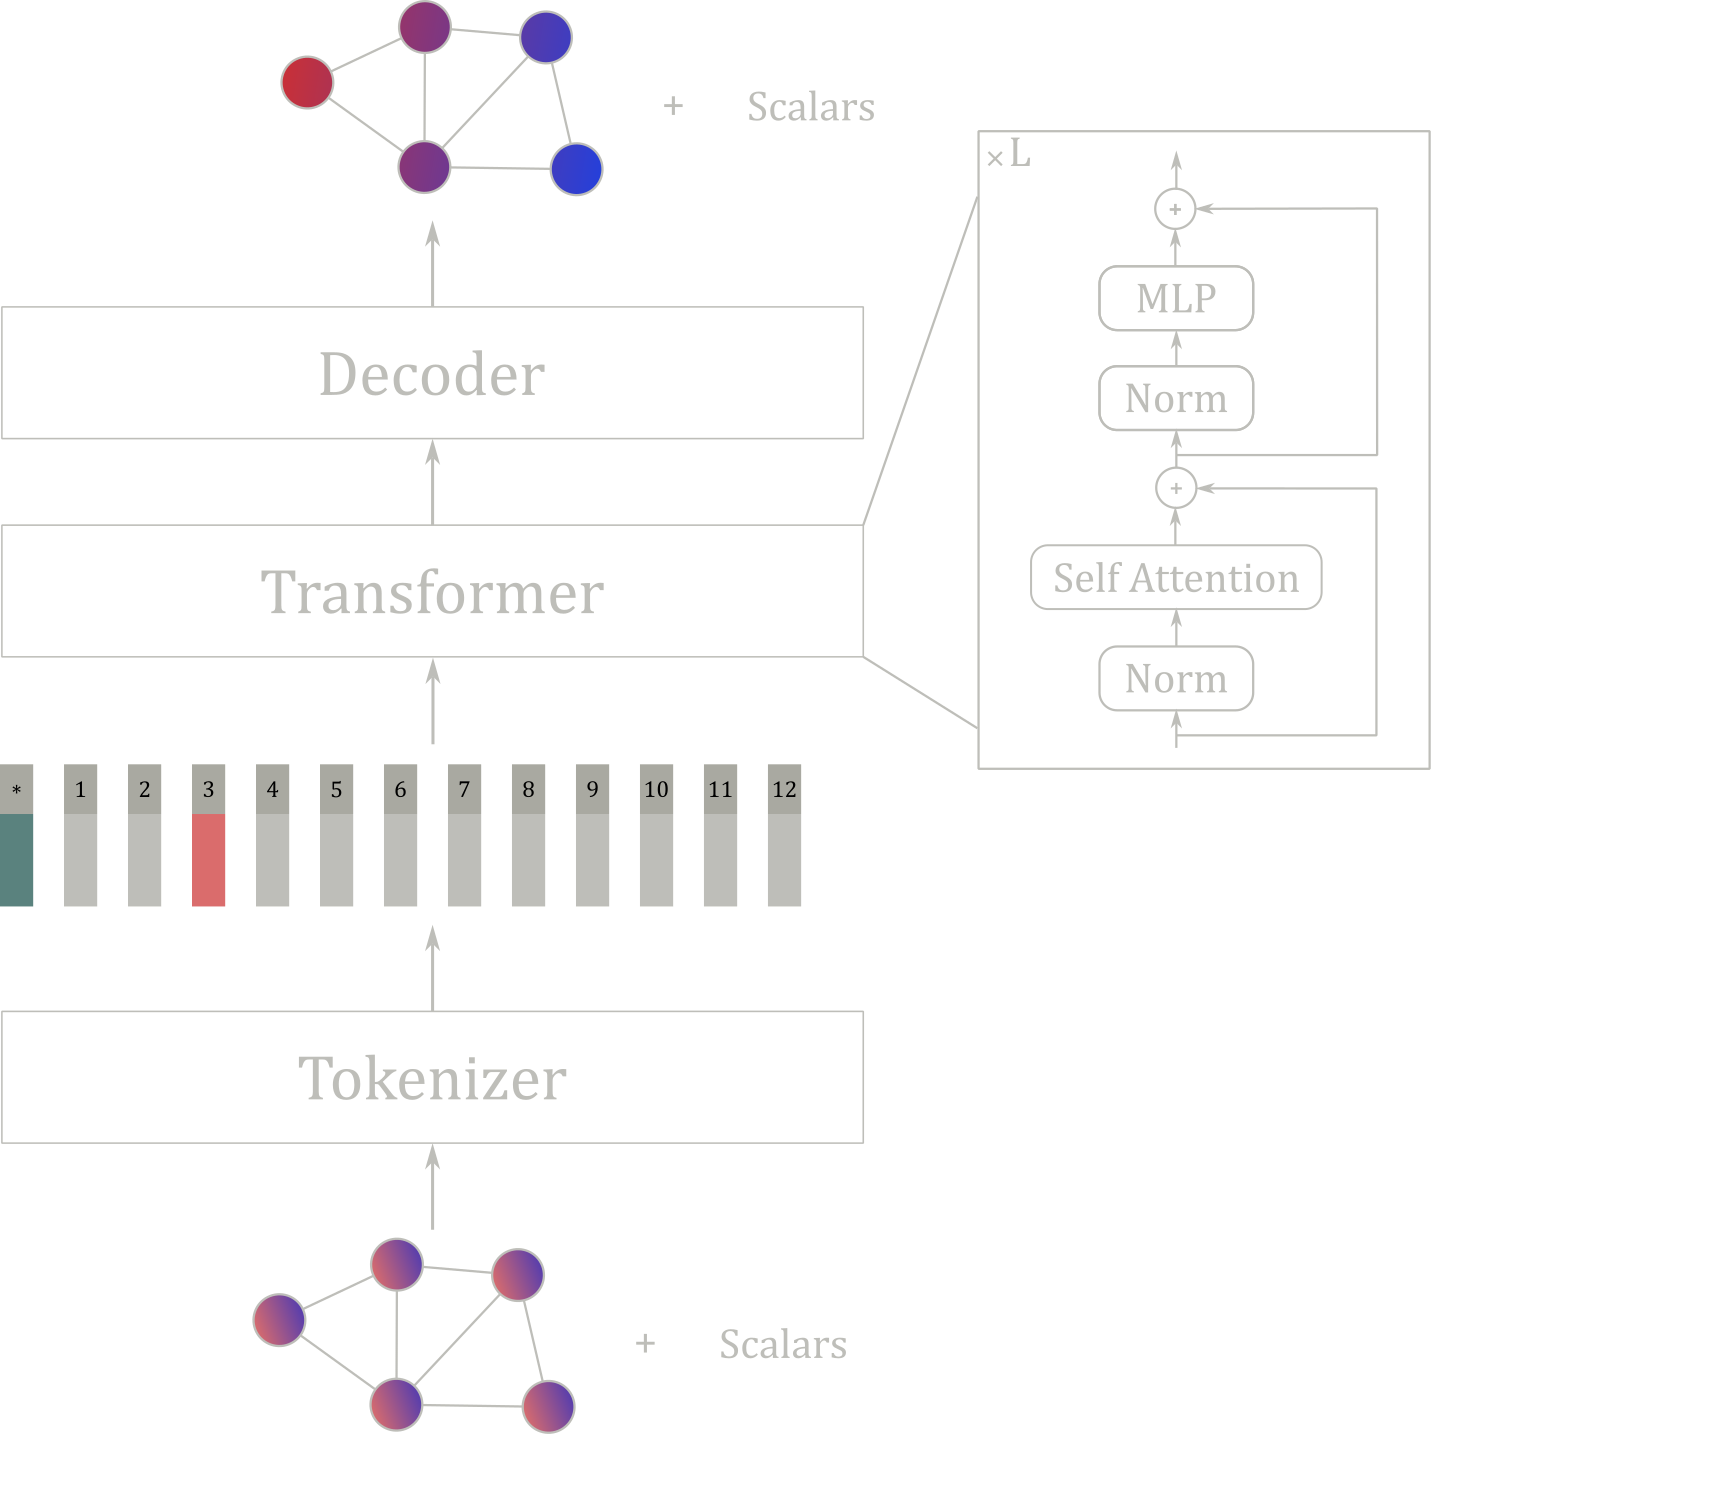 + Scalars
×L
+
MLP
Norm
+
Self Attention
Norm
Decoder
Transformer
* 1 2 3 4 5 6 7 8 9 10 11 12
Tokenizer
+ Scalars